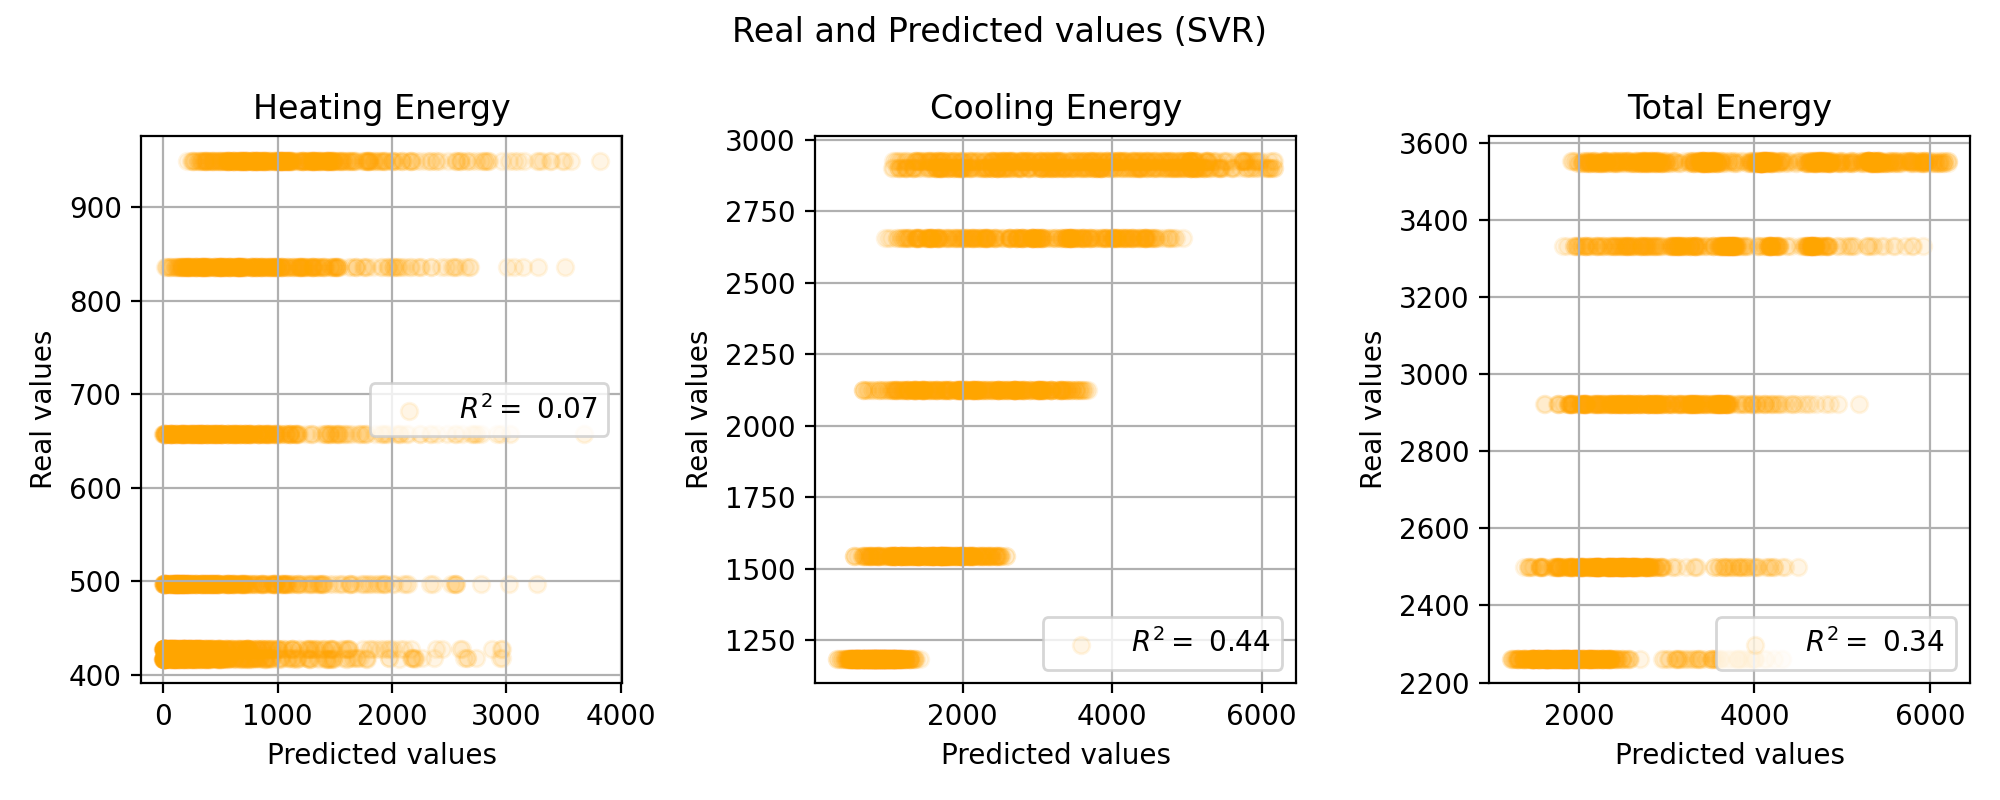 Real and Predicted values (SVR)
Heating Energy
Real values
900
800
700
600
500
400
0 1000 2000 3000 4000
Predicted values
R² = 0.07
Cooling Energy
Real values
3000
2750
2500
2250
2000
1750
1500
1250
2000 4000 6000
Predicted values
R² = 0.44
Total Energy
Real values
3600
3400
3200
3000
2800
2600
2400
2200
2000 4000 6000
Predicted values
R² = 0.34